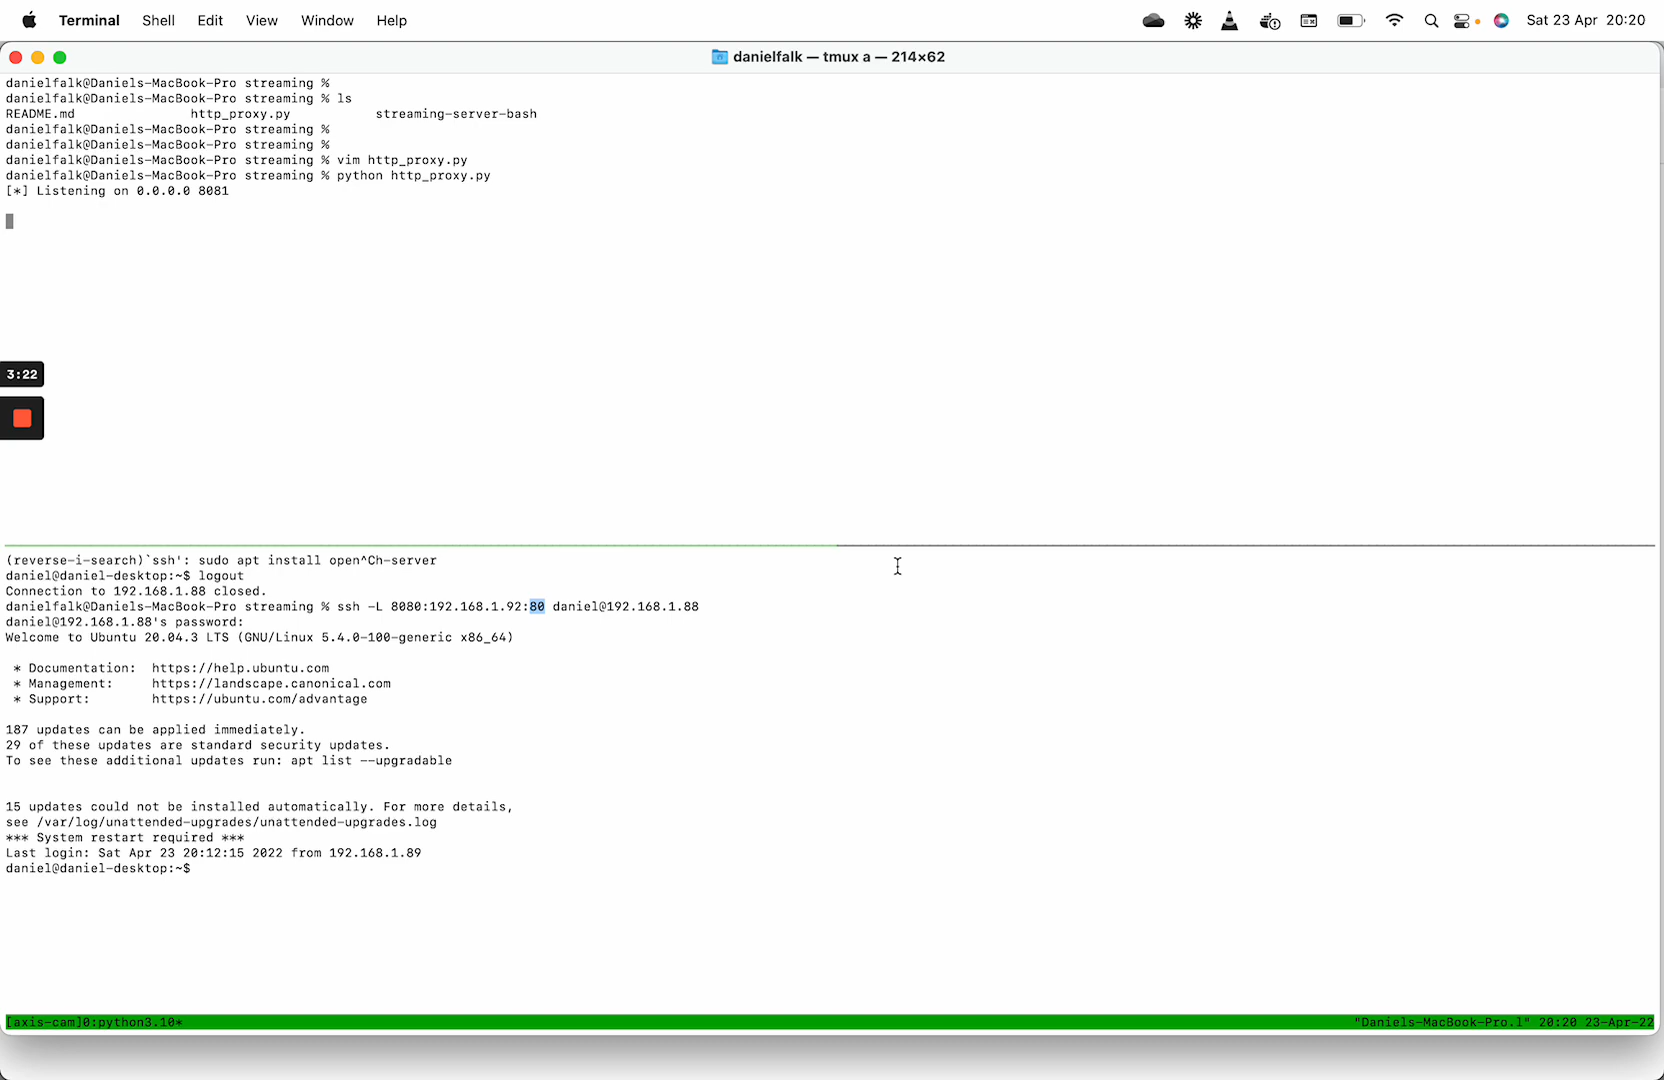 Terminal Shell Edit View Window Help Sat 23 Apr 20:20
danielfalk — tmux a — 214×62
danielfalk@Daniels-MacBook-Pro streaming %
danielfalk@Daniels-MacBook-Pro streaming % ls
README.md http_proxy.py streaming-server-bash
danielfalk@Daniels-MacBook-Pro streaming %
danielfalk@Daniels-MacBook-Pro streaming %
danielfalk@Daniels-MacBook-Pro streaming % vim http_proxy.py
danielfalk@Daniels-MacBook-Pro streaming % python http_proxy.py
[*] Listening on 0.0.0.0 8081
3:22
(reverse-i-search)`ssh': sudo apt install open^Ch-server
daniel@daniel-desktop:~$ logout
Connection to 192.168.1.88 closed.
danielfalk@Daniels-MacBook-Pro streaming % ssh -L 8080:192.168.1.92:80 daniel@192.168.1.88
daniel@192.168.1.88's password:
Welcome to Ubuntu 20.04.3 LTS (GNU/Linux 5.4.0-100-generic x86_64)
* Documentation: https://help.ubuntu.com
* Management: https://landscape.canonical.com
* Support: https://ubuntu.com/advantage
187 updates can be applied immediately.
29 of these updates are standard security updates.
To see these additional updates run: apt list --upgradable
15 updates could not be installed automatically. For more details,
see /var/log/unattended-upgrades/unattended-upgrades.log
*** System restart required ***
Last login: Sat Apr 23 20:12:15 2022 from 192.168.1.89
daniel@daniel-desktop:~$
[axis-cam]0:python3.10* "Daniels-MacBook-Pro.l" 20:20 23-Apr-22